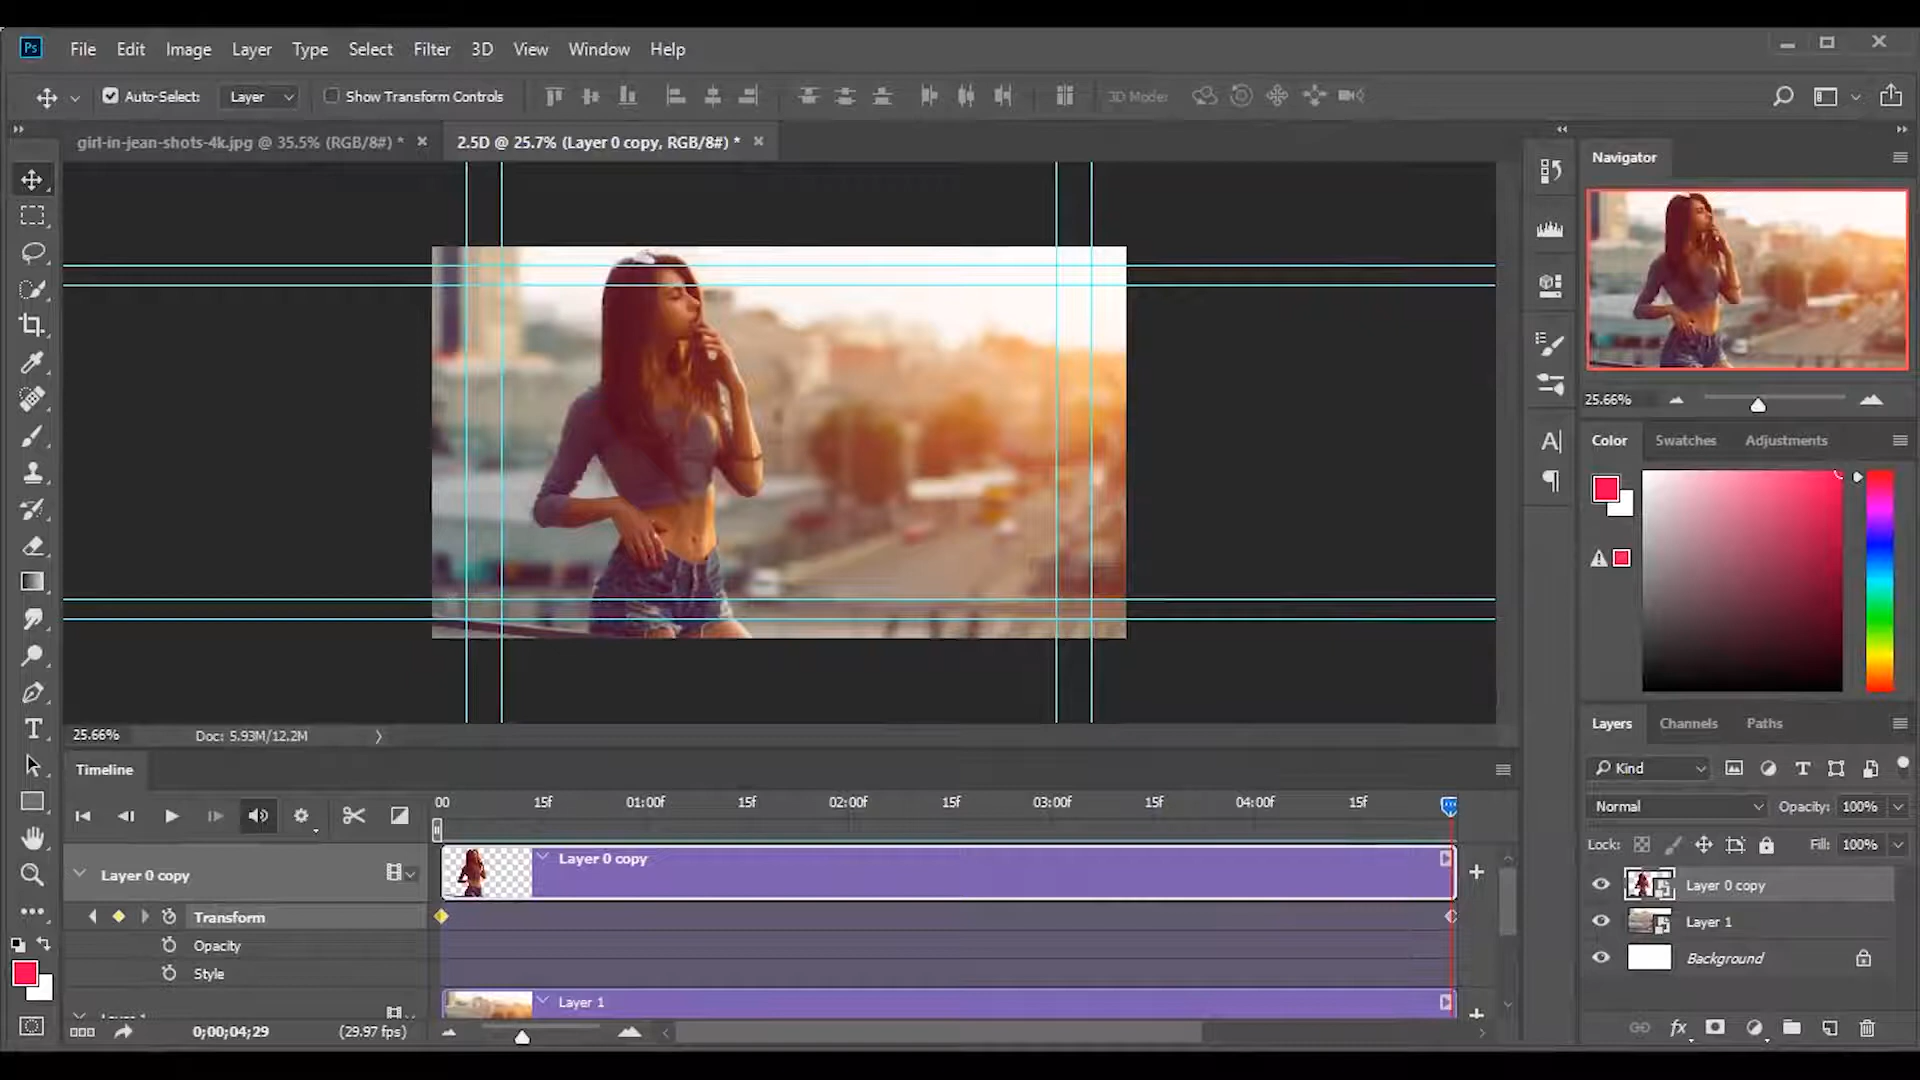 Ps File Edit Image Layer Type Select Filter 3D View Window Help
Auto-Select: Layer Show Transform Controls 3D Mode:
girl-in-jean-shots-4k.jpg @ 35.5% (RGB/8#) * 2.5D @ 25.7% (Layer 0 copy, RGB/8#) *
Navigator
25.66%
Color Swatches Adjustments
25.66% Doc: 5.93M/12.2M
Layers Channels Paths
Timeline
Kind
00 15f 01:00f 15f 02:00f 15f 03:00f 15f 04:00f 15f
Normal Opacity: 100%
Lock: Fill: 100%
Layer 0 copy
Layer 0 copy
Layer 0 copy
Transform
Layer 1
Opacity
Background
Style
Layer 1
0;00;04;29 (29.97 fps)